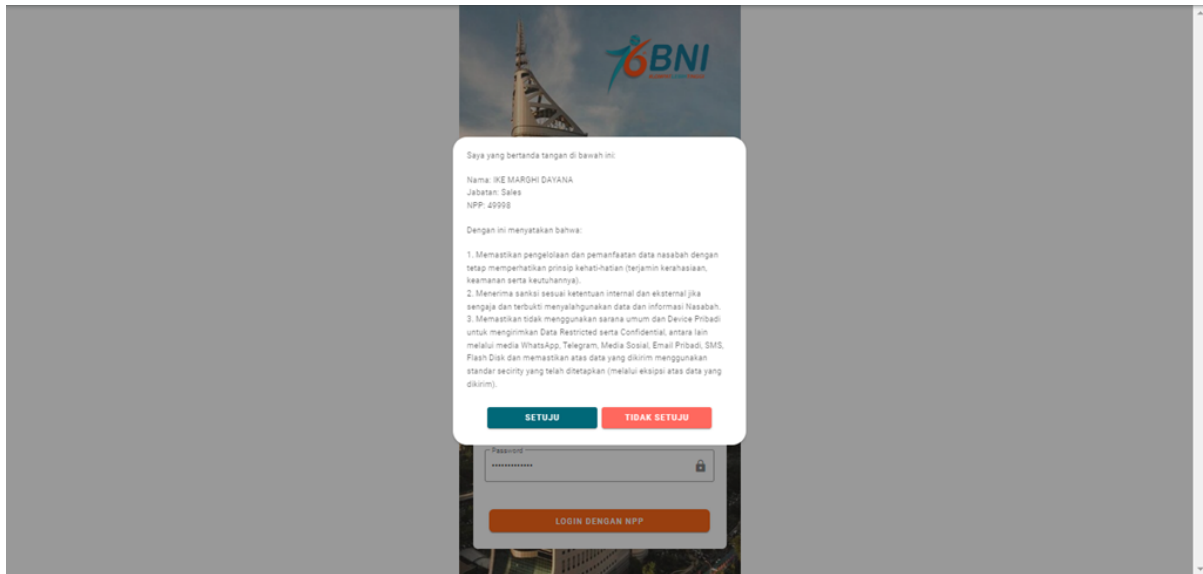 76 BNI
Saya yang bertanda tangan di bawah ini:
Nama: IKE MARGHI DAYANA
Jabatan: Sales
NPP: 49998
Dengan ini menyatakan bahwa:
1. Memastikan pengelolaan dan pemanfaatan data nasabah dengan
tetap memperhatikan prinsip kehati-hatian (terjamin kerahasiaan,
keamanan serta keutuhannya).
2. Menerima sanksi sesuai ketentuan internal dan eksternal jika
sengaja dan terbukti menyalahgunakan data dan informasi Nasabah.
3. Memastikan tidak menggunakan sarana umum dan Device Pribadi
untuk mengirimkan Data Restricted serta Confidential, antara lain
melalui media WhatsApp, Telegram, Media Sosial, Email Pribadi, SMS,
Flash Disk dan memastikan atas data yang dikirim menggunakan
standar secirity yang telah ditetapkan (melalui eksipsi atas data yang
dikirim).
SETUJU TIDAK SETUJU
Password
LOGIN DENGAN NPP